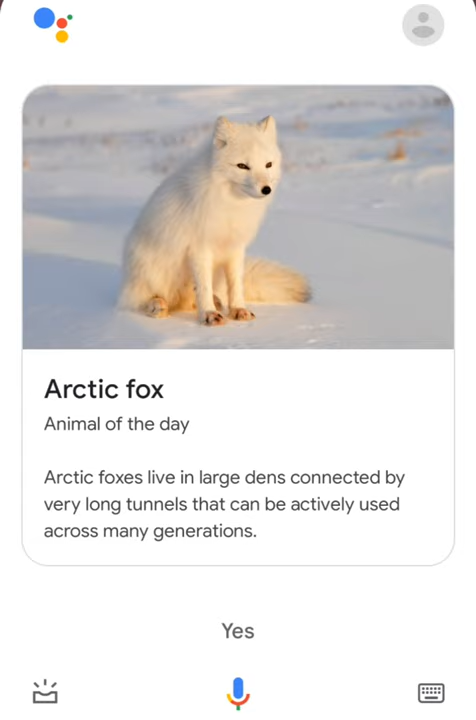 Arctic fox
Animal of the day
Arctic foxes live in large dens connected by
very long tunnels that can be actively used
across many generations.
Yes